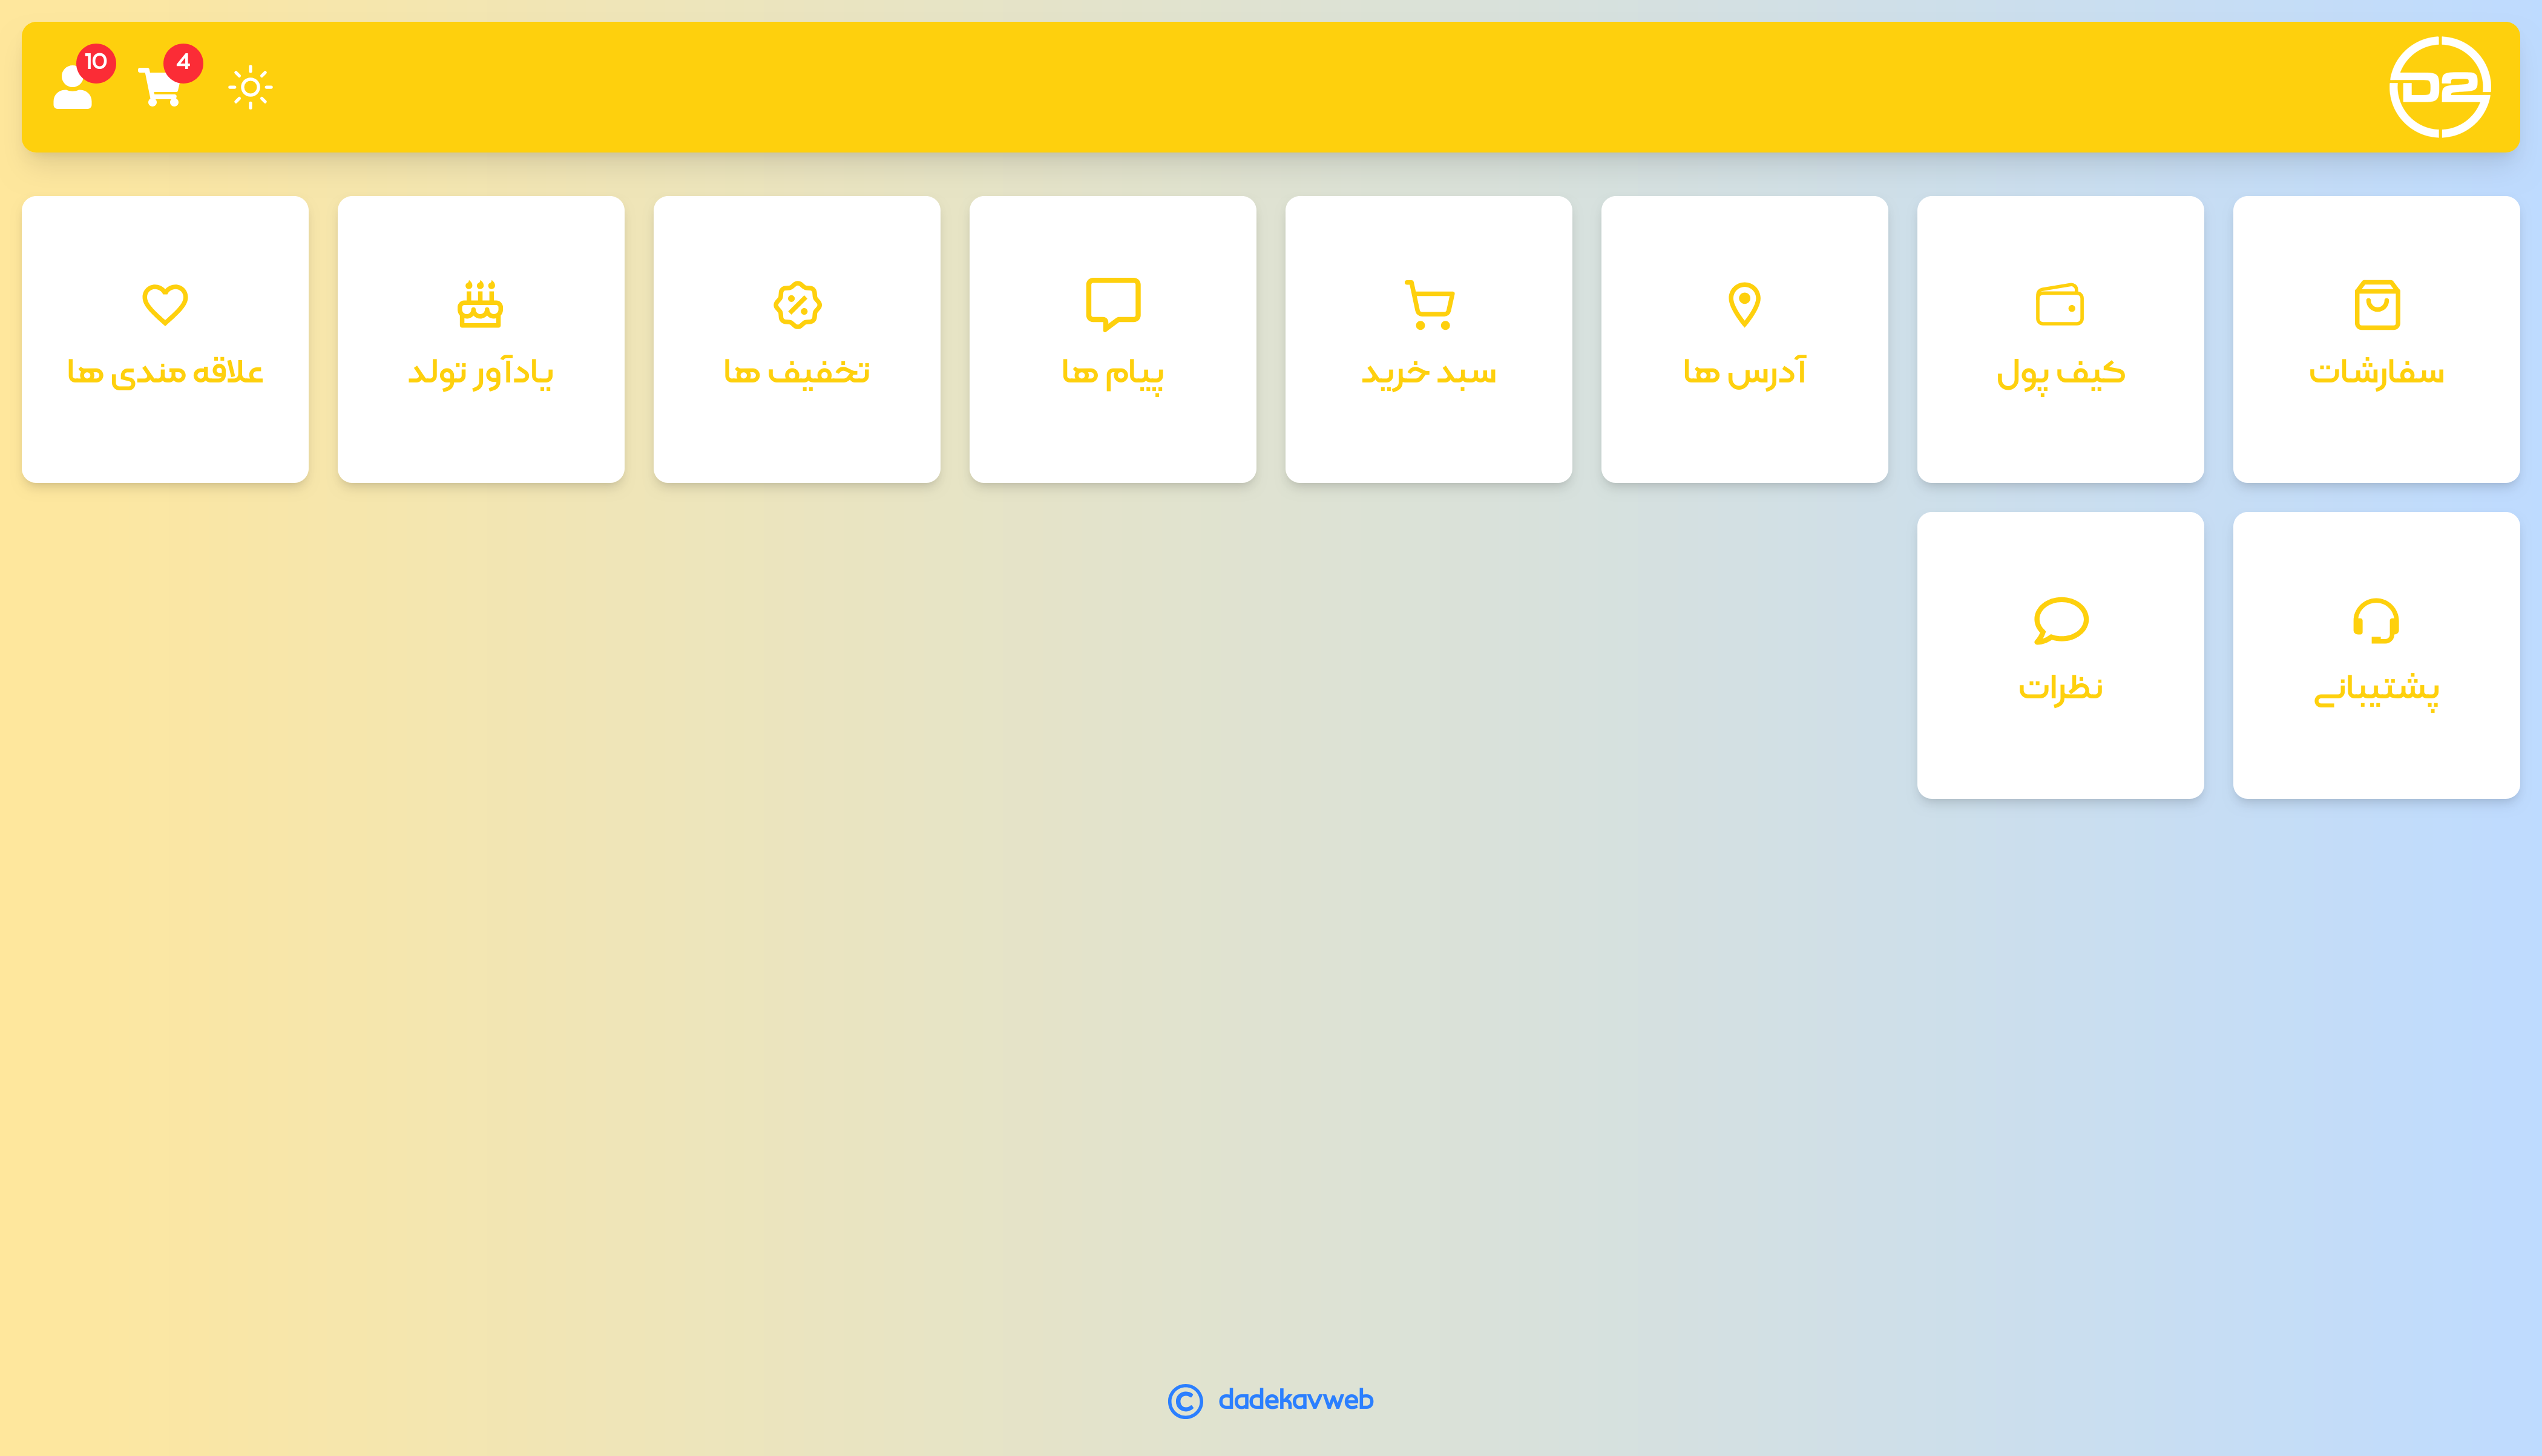 D2
4
10
سفارشات
کیف پول
آدرس ها
سبد خرید
پیام ها
تخفیف ها
یادآور تولد
علاقه مندی ها
پشتیبانی
نظرات
© dadekavweb